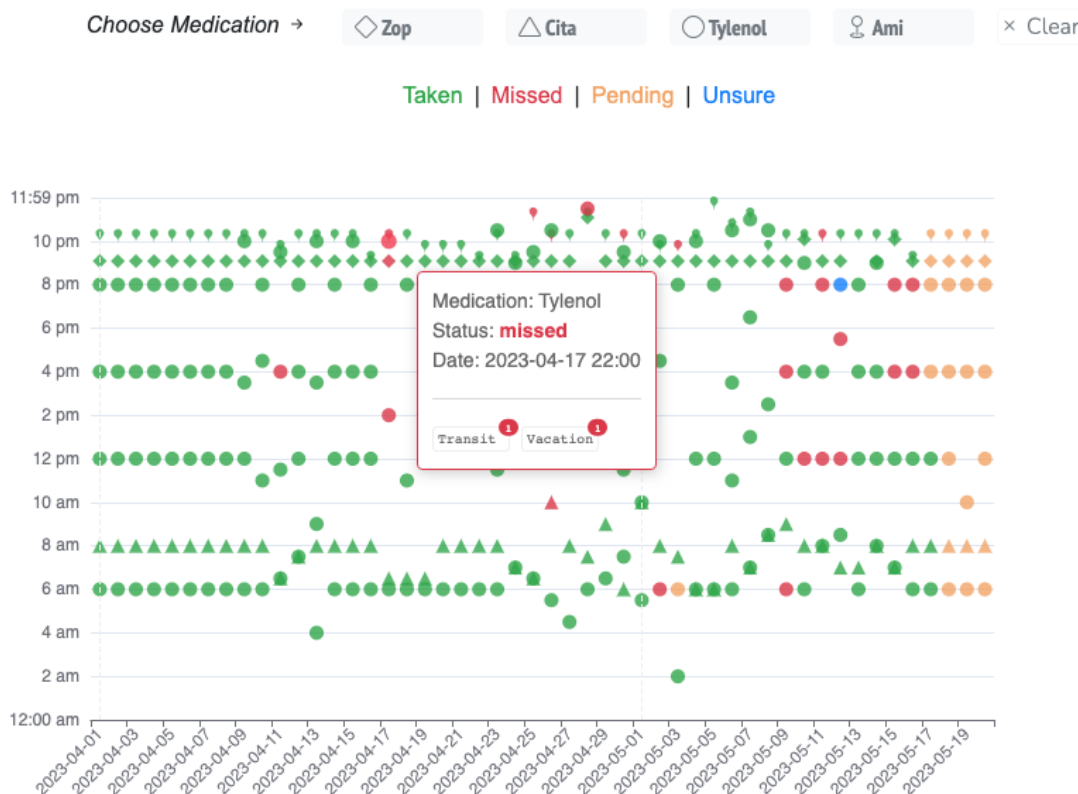 Choose Medication → Zop Cita Tylenol Ami × Clear
Taken | Missed | Pending | Unsure
11:59 pm
10 pm
8 pm
6 pm
4 pm
2 pm
12 pm
10 am
8 am
6 am
4 am
2 am
12:00 am
Medication: Tylenol
Status: missed
Date: 2023-04-17 22:00
1 1
Transit Vacation
2023-04-01 2023-04-03 2023-04-05 2023-04-07 2023-04-09 2023-04-11 2023-04-13 2023-04-15 2023-04-17 2023-04-19 2023-04-21 2023-04-23 2023-04-25 2023-04-27 2023-04-29 2023-05-01 2023-05-03 2023-05-05 2023-05-07 2023-05-09 2023-05-11 2023-05-13 2023-05-15 2023-05-17 2023-05-19